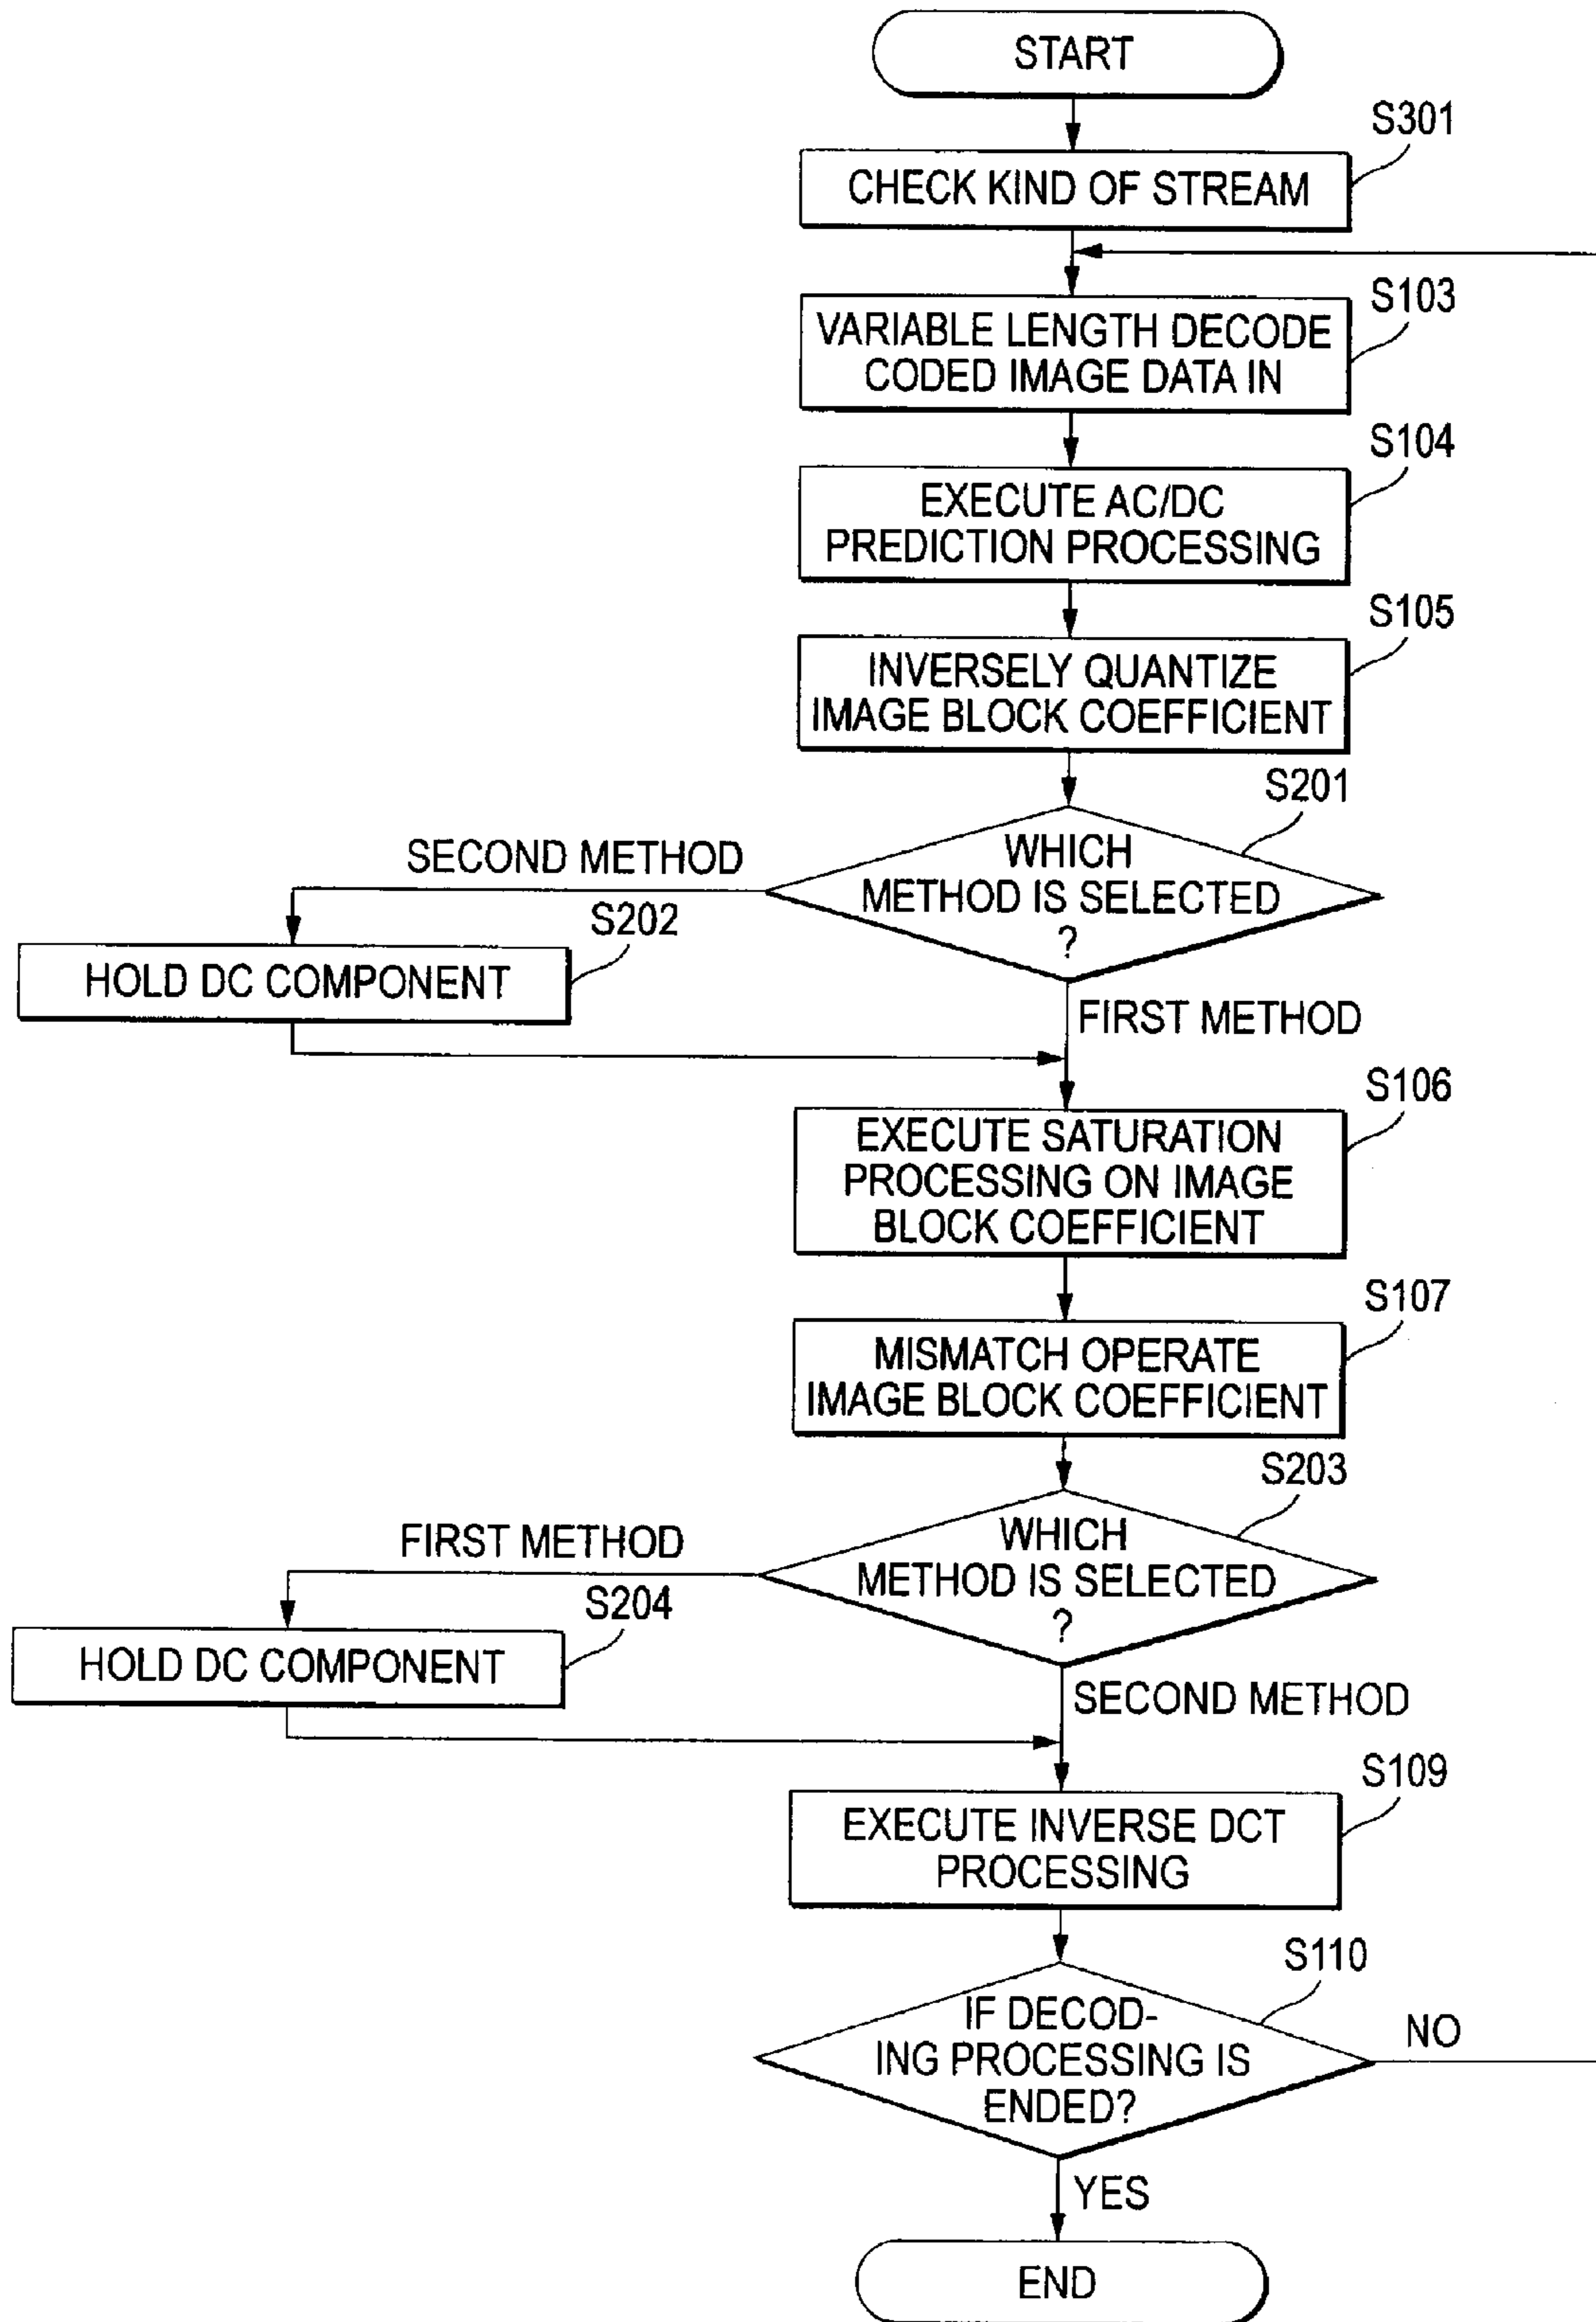 START
S301
CHECK KIND OF STREAM
S103
VARIABLE LENGTH DECODE
CODED IMAGE DATA IN
S104
EXECUTE AC/DC
PREDICTION PROCESSING
S105
INVERSELY QUANTIZE
IMAGE BLOCK COEFFICIENT
S201
WHICH
METHOD IS SELECTED
?
SECOND METHOD
S202
HOLD DC COMPONENT
FIRST METHOD
S106
EXECUTE SATURATION
PROCESSING ON IMAGE
BLOCK COEFFICIENT
S107
MISMATCH OPERATE
IMAGE BLOCK COEFFICIENT
S203
WHICH
METHOD IS SELECTED
?
FIRST METHOD
S204
HOLD DC COMPONENT
SECOND METHOD
S109
EXECUTE INVERSE DCT
PROCESSING
S110
IF DECOD-
ING PROCESSING IS
ENDED?
NO
YES
END